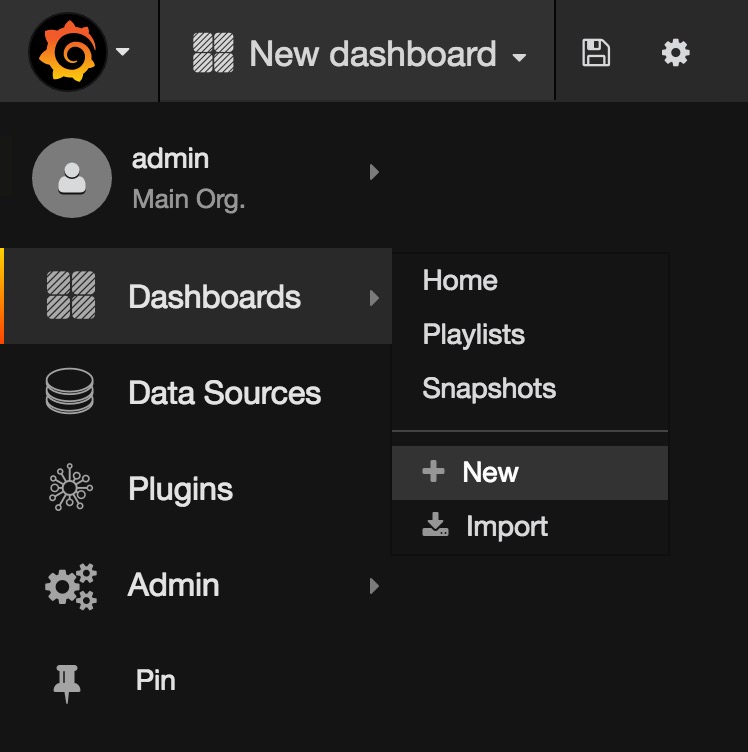 New dashboard
admin
Main Org.
Dashboards
Home
Playlists
Snapshots
New
Import
Data Sources
Plugins
Admin
Pin